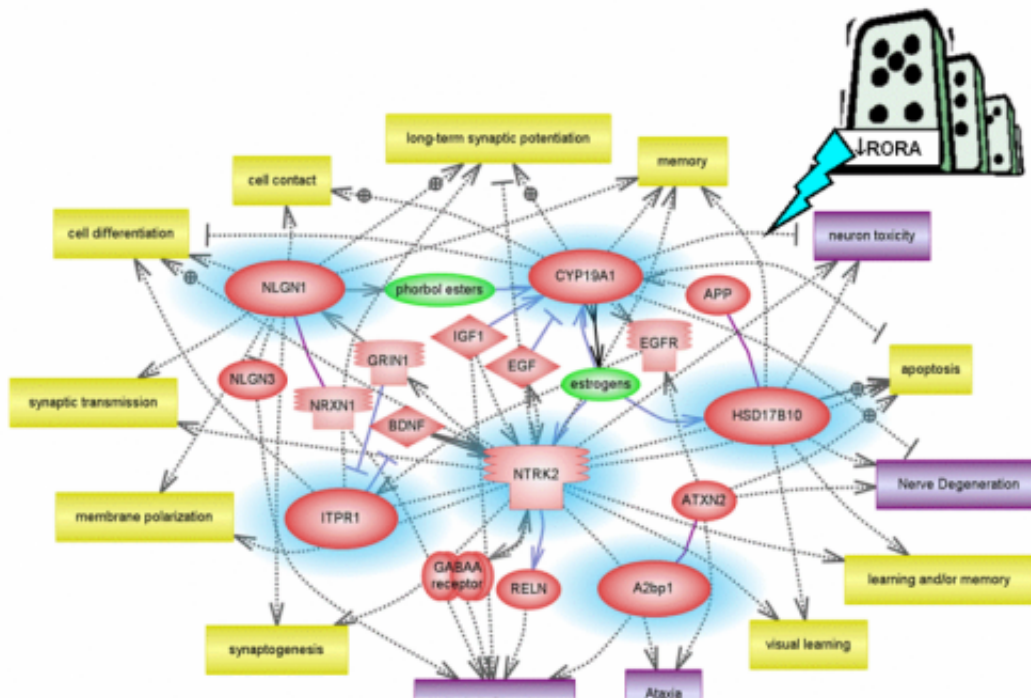 ↓RORA
long-term synaptic potentiation
memory
cell contact
cell differentiation
neuron toxicity
CYP19A1
NLGN1
phorbol esters
APP
IGF1
EGFR
GRIN1
EGF
NLGN3
estrogens
apoptosis
NRXN1
HSD17B10
synaptic transmission
BDNF
NTRK2
ATXN2
Nerve Degeneration
membrane polarization
ITPR1
GABAA
receptor
RELN
A2bp1
learning and/or memory
synaptogenesis
visual learning
Ataxia